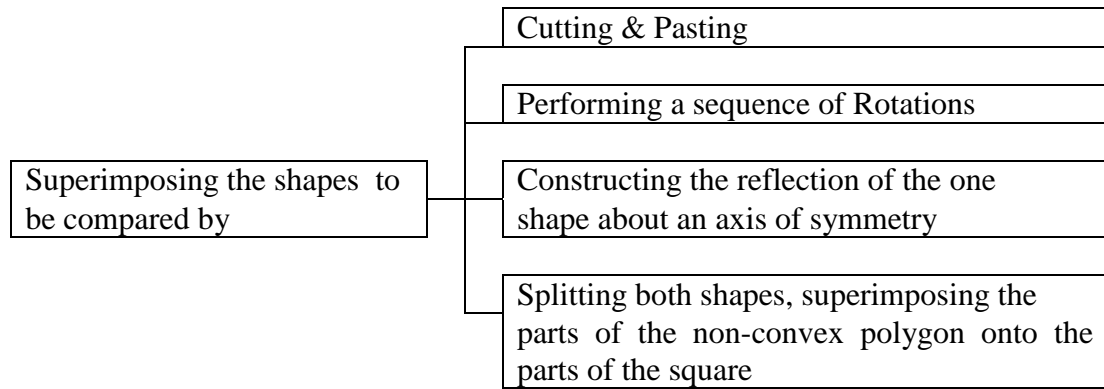 Cutting & Pasting
Performing a sequence of Rotations
Superimposing the shapes to
be compared by
Constructing the reflection of the one
shape about an axis of symmetry
Splitting both shapes, superimposing the
parts of the non-convex polygon onto the
parts of the square